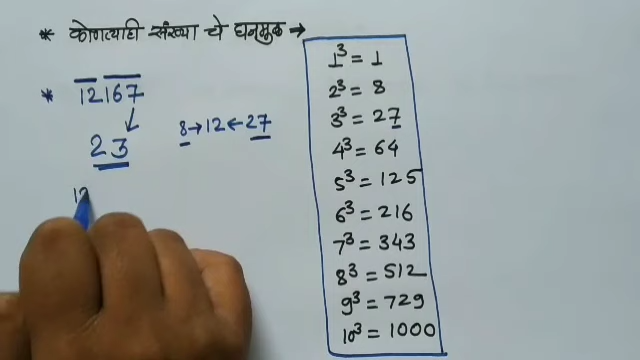 * कोणत्याही संख्या चे घनमुळ →
* 12167
8 → 12 ← 27
23
12
1³ = 1
2³ = 8
3³ = 27
4³ = 64
5³ = 125
6³ = 216
7³ = 343
8³ = 512
9³ = 729
10³ = 1000